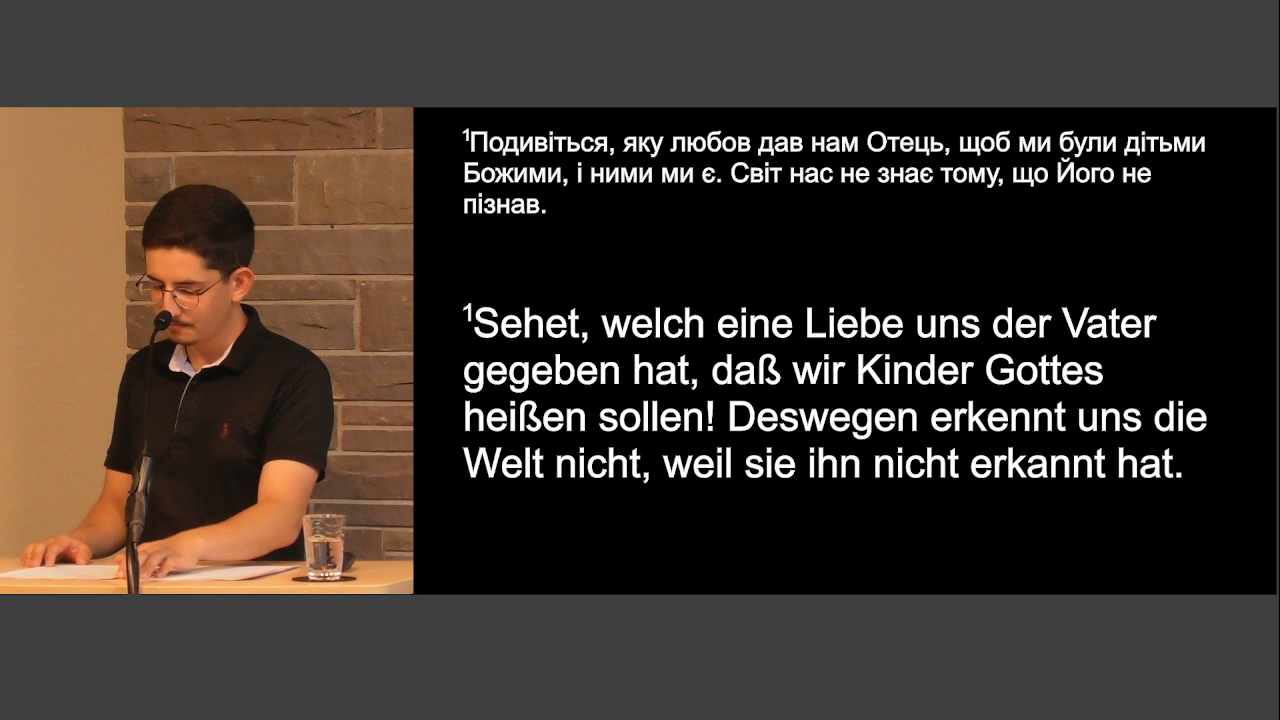 ¹Подивіться, яку любов дав нам Отець, щоб ми були дітьми
Божими, і ними ми є. Світ нас не знає тому, що Його не
пізнав.
¹Sehet, welch eine Liebe uns der Vater
gegeben hat, daß wir Kinder Gottes
heißen sollen! Deswegen erkennt uns die
Welt nicht, weil sie ihn nicht erkannt hat.